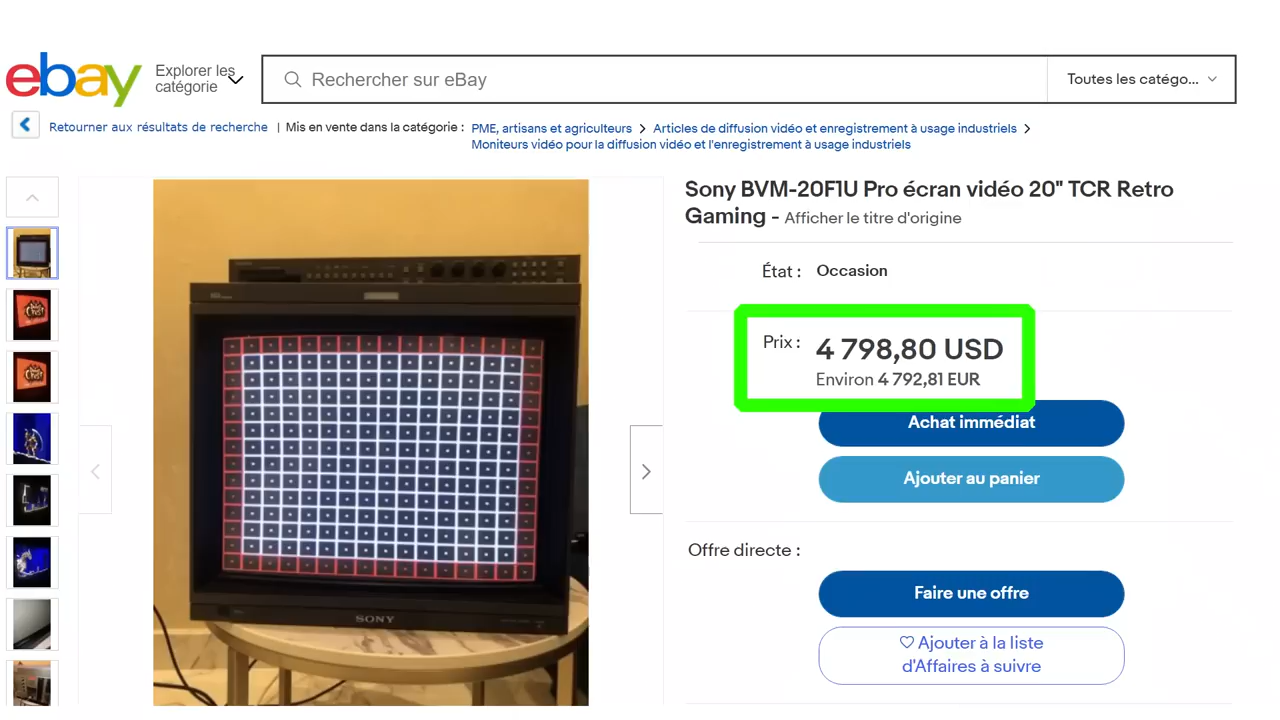 ebay
Explorer les
catégorie
Rechercher sur eBay
Toutes les catégo...
Retourner aux résultats de recherche | Mis en vente dans la catégorie :
PME, artisans et agriculteurs > Articles de diffusion vidéo et enregistrement à usage industriels >
Moniteurs vidéo pour la diffusion vidéo et l'enregistrement à usage industriels
Sony BVM-20F1U Pro écran vidéo 20" TCR Retro
Gaming - Afficher le titre d'origine
État : Occasion
Prix : 4 798,80 USD
Environ 4 792,81 EUR
Achat immédiat
Ajouter au panier
Offre directe :
Faire une offre
Ajouter à la liste
d'Affaires à suivre
SONY